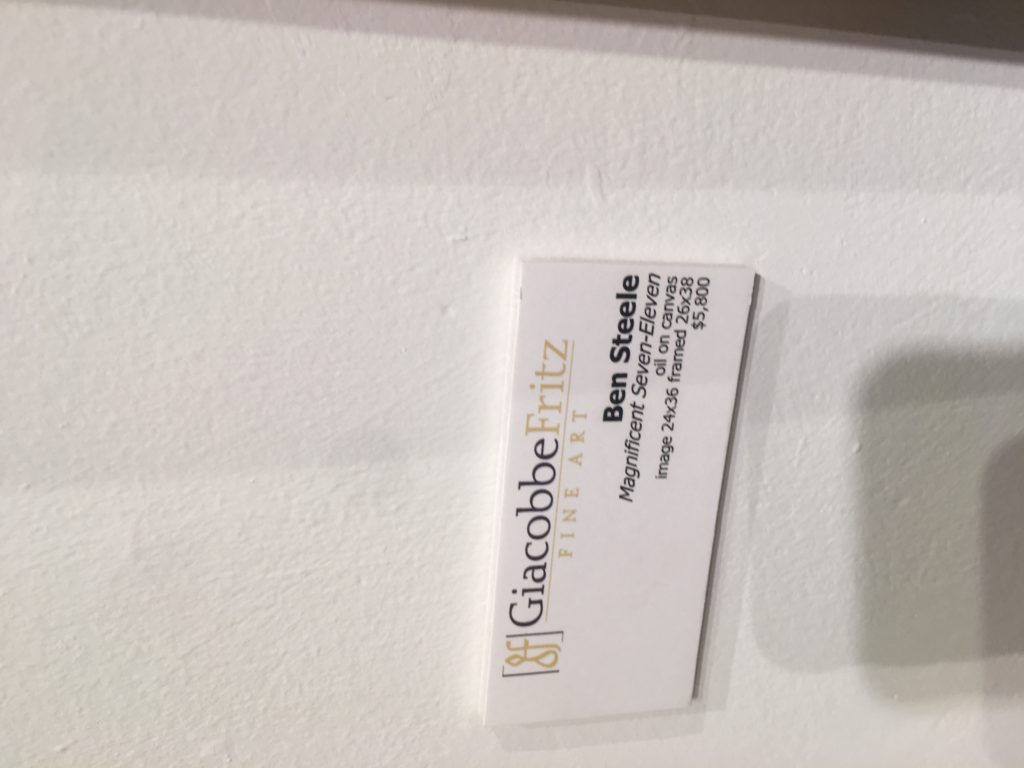 [gf]GiacobbeFritz
FINE ART
Ben Steele
Magnificent Seven-Eleven
oil on canvas
image 24x36 framed 26x38
$5,800